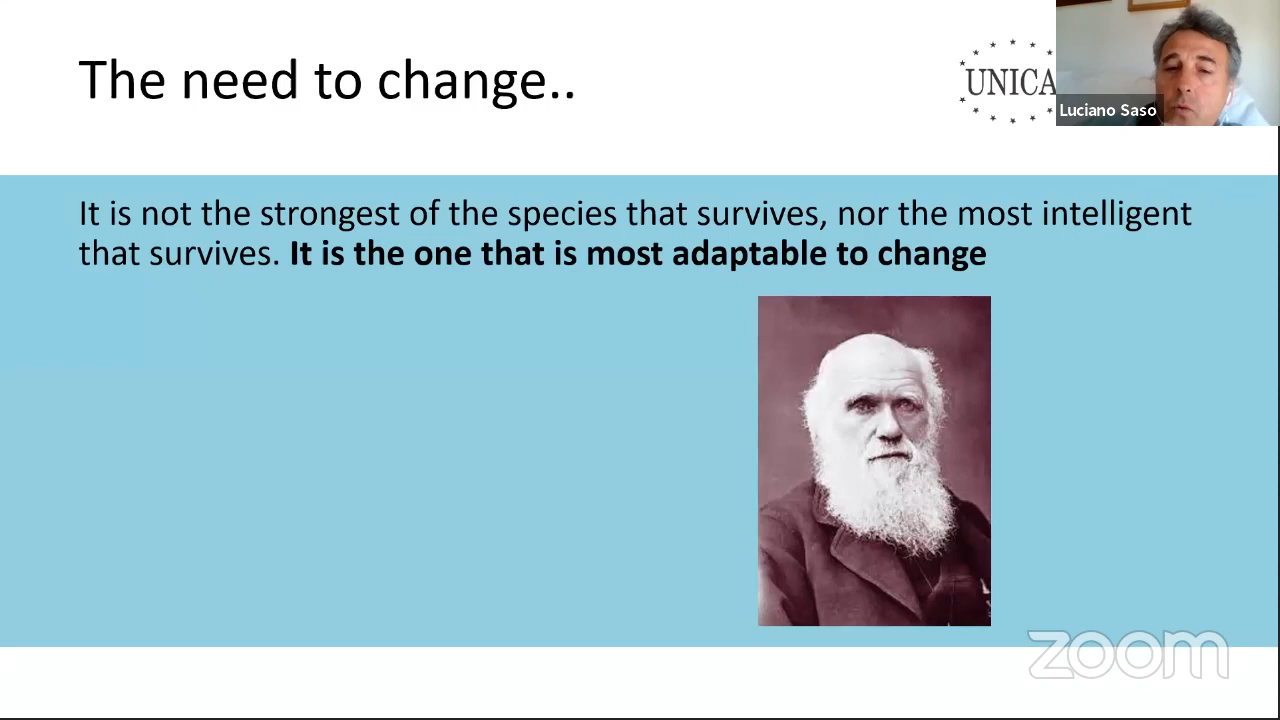 The need to change..
UNICA
Luciano Saso
It is not the strongest of the species that survives, nor the most intelligent
that survives. It is the one that is most adaptable to change
zoom